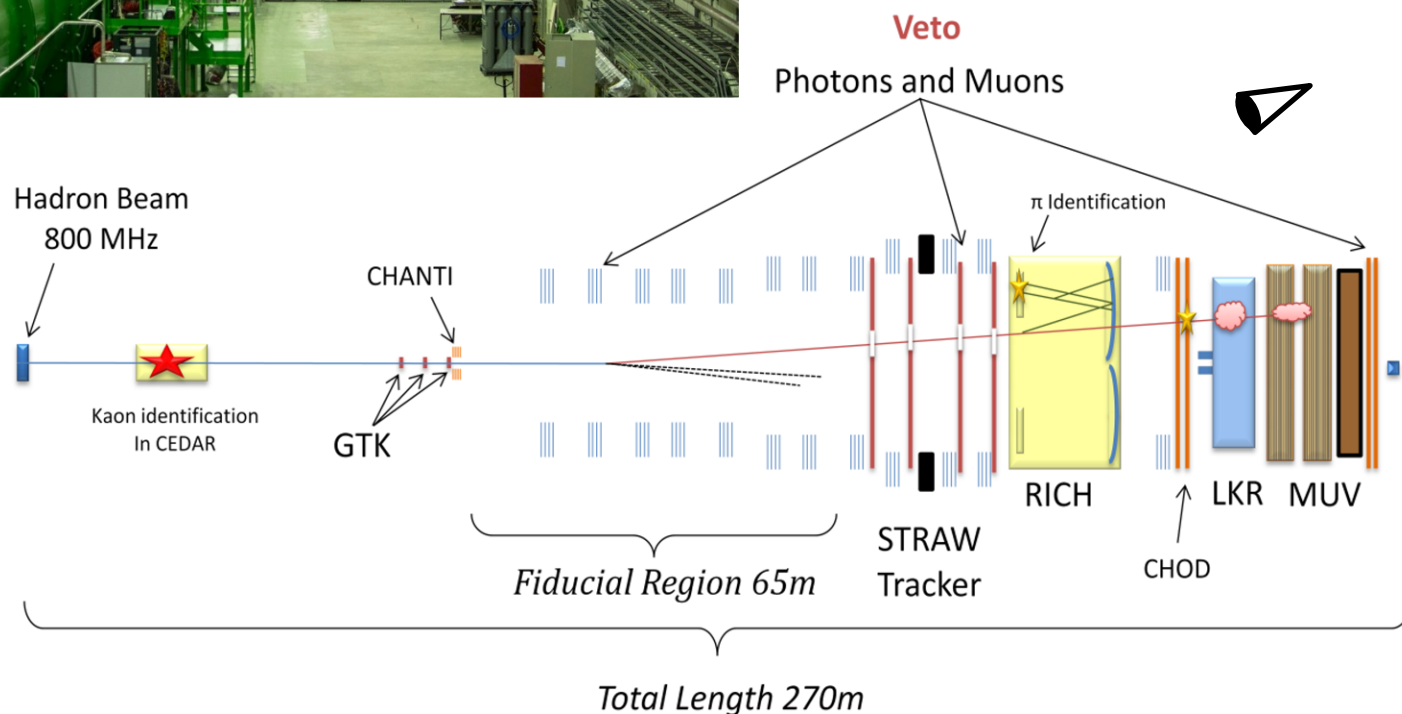 Veto
Photons and Muons
Hadron Beam
800 MHz
π Identification
CHANTI
Kaon identification
In CEDAR
GTK
RICH
LKR
MUV
STRAW
Tracker
CHOD
Fiducial Region 65m
Total Length 270m